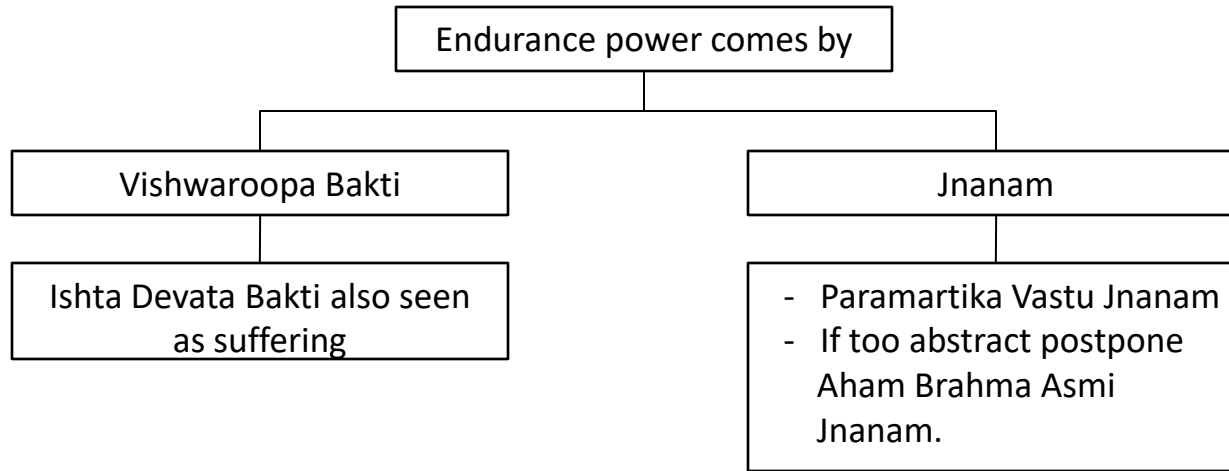 Endurance power comes by
Vishwaroopa Bakti
Ishta Devata Bakti also seen
as suffering
Jnanam
- Paramartika Vastu Jnanam
- If too abstract postpone
Aham Brahma Asmi
Jnanam.